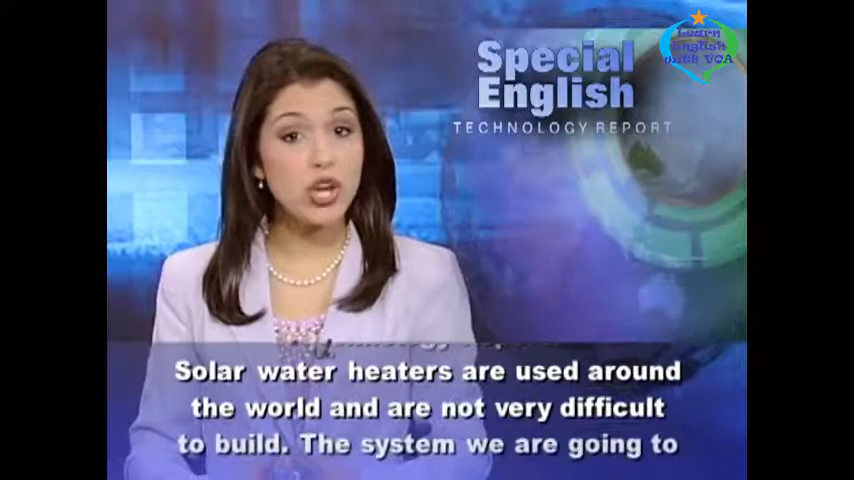 Special
English
TECHNOLOGY REPORT
Learn
English
with VOA
Solar water heaters are used around
the world and are not very difficult
to build. The system we are going to